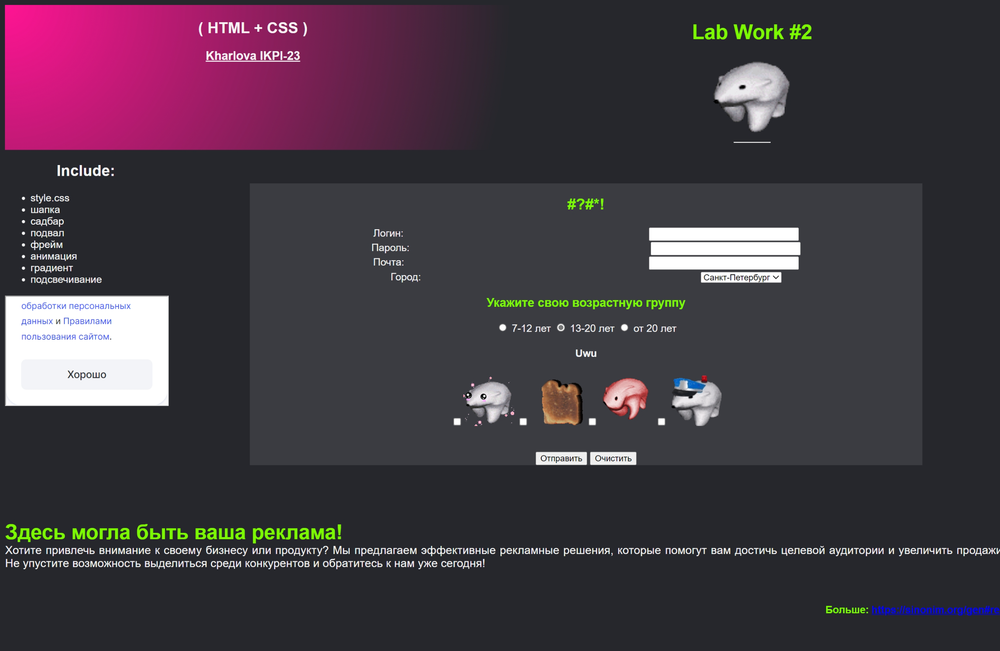 ( HTML + CSS )
Kharlova IKPI-23
Lab Work #2
Include:
style.css
шапка
садбар
подвал
фрейм
анимация
градиент
подсвечивание
обработки персональных
данных и Правилами
пользования сайтом.
Хорошо
#?#*!
Логин:
Пароль:
Почта:
Город: Санкт-Петербург
Укажите свою возрастную группу
7-12 лет 13-20 лет от 20 лет
Uwu
Отправить Очистить
Здесь могла быть ваша реклама!
Хотите привлечь внимание к своему бизнесу или продукту? Мы предлагаем эффективные рекламные решения, которые помогут вам достичь целевой аудитории и увеличить продажи
Не упустите возможность выделиться среди конкурентов и обратитесь к нам уже сегодня!
Больше: https://sinonim.org/gen#re